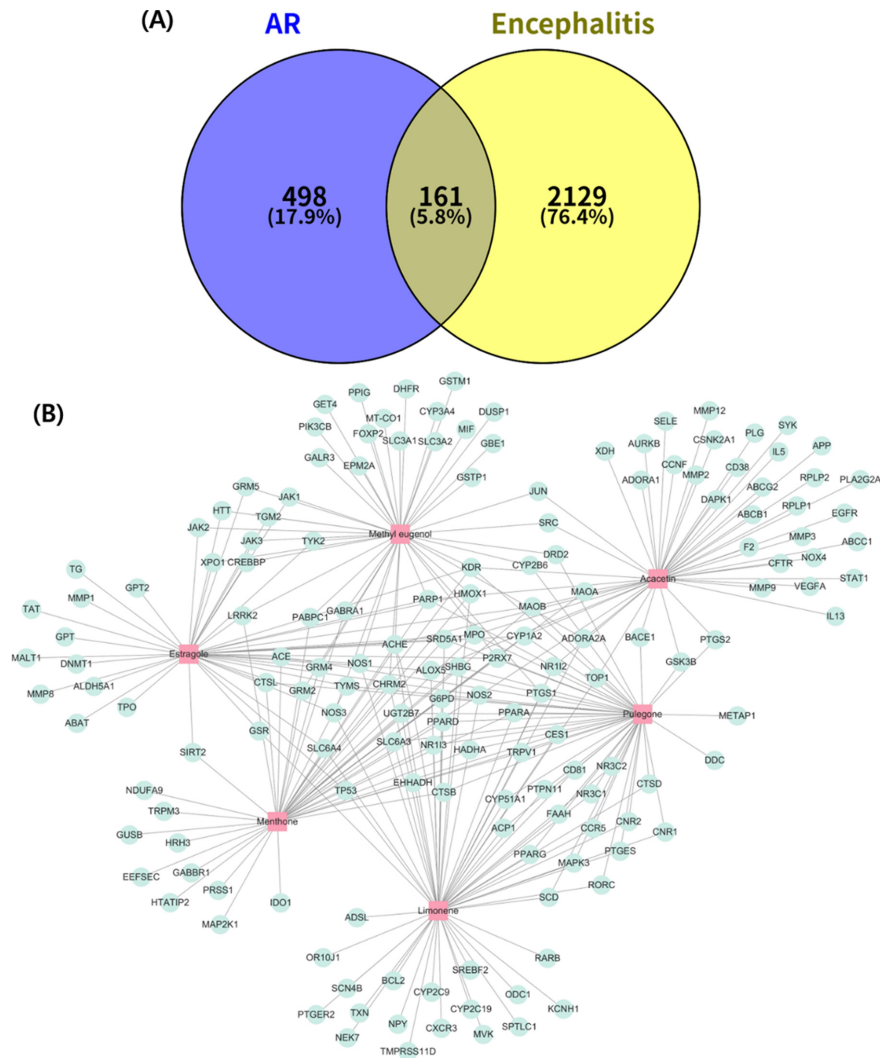 (A)
AR
Encephalitis
498
(17.9%)
161
(5.8%)
2129
(76.4%)
(B)
GSTM1
DHFR
PPIG
GET4
MT-CO1
CYP3A4
DUSP1
PIK3CB
FOXP2
SLC3A1
SLC3A2
MIF
GBE1
GALR3
EPM2A
GSTP1
MMP12
SELE
PLG
SYK
AURKB
CSNK2A1
XDH
CCNF
IL5
APP
ADORA1
MMP2
CD38
ABCG2
RPLP2
PLA2G2A
DAPK1
ABCB1
RPLP1
EGFR
F2
MMP3
ABCC1
CFTR
NOX4
STAT1
MMP9
VEGFA
IL13
GRM5
JAK1
HTT
TGM2
JAK2
JAK3
TYK2
XPO1
CREBBP
Methyl eugenol
JUN
SRC
DRD2
KDR
CYP2B6
Acacetin
TG
GPT2
MMP1
TAT
GPT
MALT1
DNMT1
Estragole
ALDH5A1
MMP8
TPO
ABAT
LRRK2
PABPC1
GABRA1
PARP1
HMOX1
MAOA
MAOB
ACHE
SRD5A1
MPO
CYP1A2
ADORA2A
BACE1
PTGS2
ACE
NOS1
GRM4
ALOX5
SHBG
P2RX7
NR1I2
GSK3B
CTSL
TYMS
CHRM2
TOP1
GRM2
G6PD
NOS2
PTGS1
Pulegone
NOS3
UGT2B7
PPARD
PPARA
METAP1
GSR
SLC6A4
SLC6A3
NR1I3
HADHA
CES1
TRPV1
DDC
SIRT2
TP53
EHHADH
CTSB
CD81
NR3C2
PTPN11
NR3C1
CTSD
CYP51A1
FAAH
CNR2
ACP1
CCR5
CNR1
PPARG
MAPK3
PTGES
SCD
RORC
NDUFA9
TRPM3
Menthone
GUSB
HRH3
EEFSEC
GABBR1
PRSS1
HTATIP2
IDO1
MAP2K1
Limonene
ADSL
OR10J1
RARB
SCN4B
BCL2
SREBF2
CYP2C9
ODC1
PTGER2
TXN
CYP2C19
KCNH1
NEK7
NPY
CXCR3
MVK
SPTLC1
TMPRSS11D